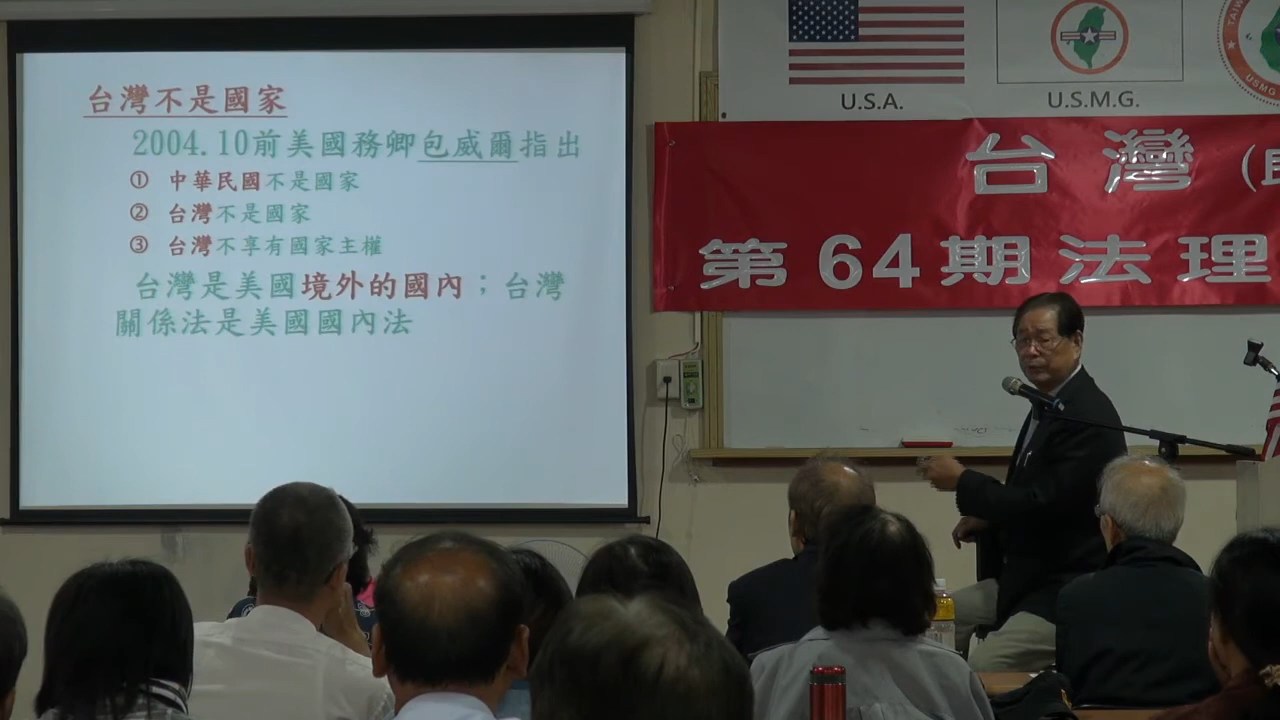 台灣不是國家
2004.10前美國務卿包威爾指出
① 中華民國不是國家
② 台灣不是國家
③ 台灣不享有國家主權
台灣是美國境外的國內；台灣
關係法是美國國內法
U.S.A.
U.S.M.G.
台灣
第64期法理